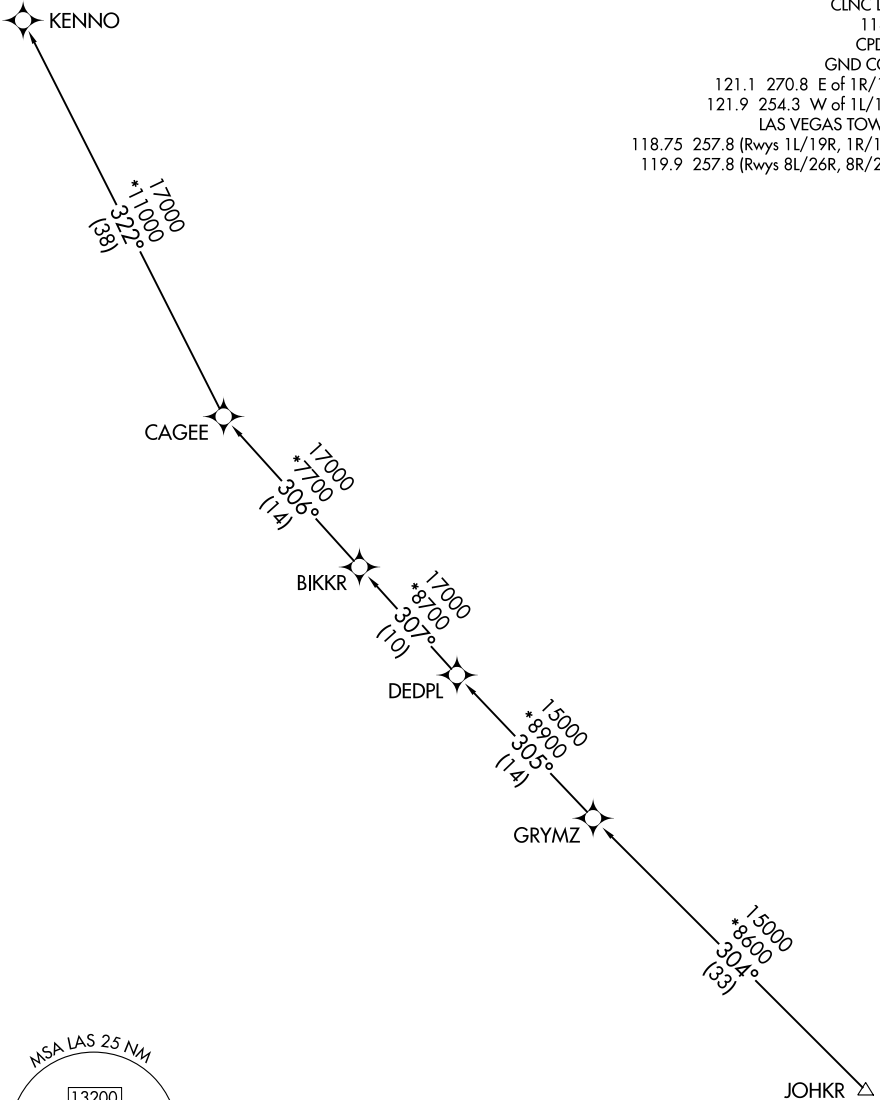 KENNO
CLNC
11
CPD
GND CO
121.1 270.8 E of 1R/
121.9 254.3 W of 1L/1
LAS VEGAS TOW
118.75 257.8 (Rwys 1L/19R, 1R/1
119.9 257.8 (Rwys 8L/26R, 8R/2
17000
*11000
322°
(38)
CAGEE
17000
*7700
306°
(14)
BIKKR
17000
*8700
307°
(10)
DEDPL
15000
*8900
305°
(14)
GRYMZ
15000
*8600
304°
(33)
MSA LAS 25 NM
13200
JOHKR